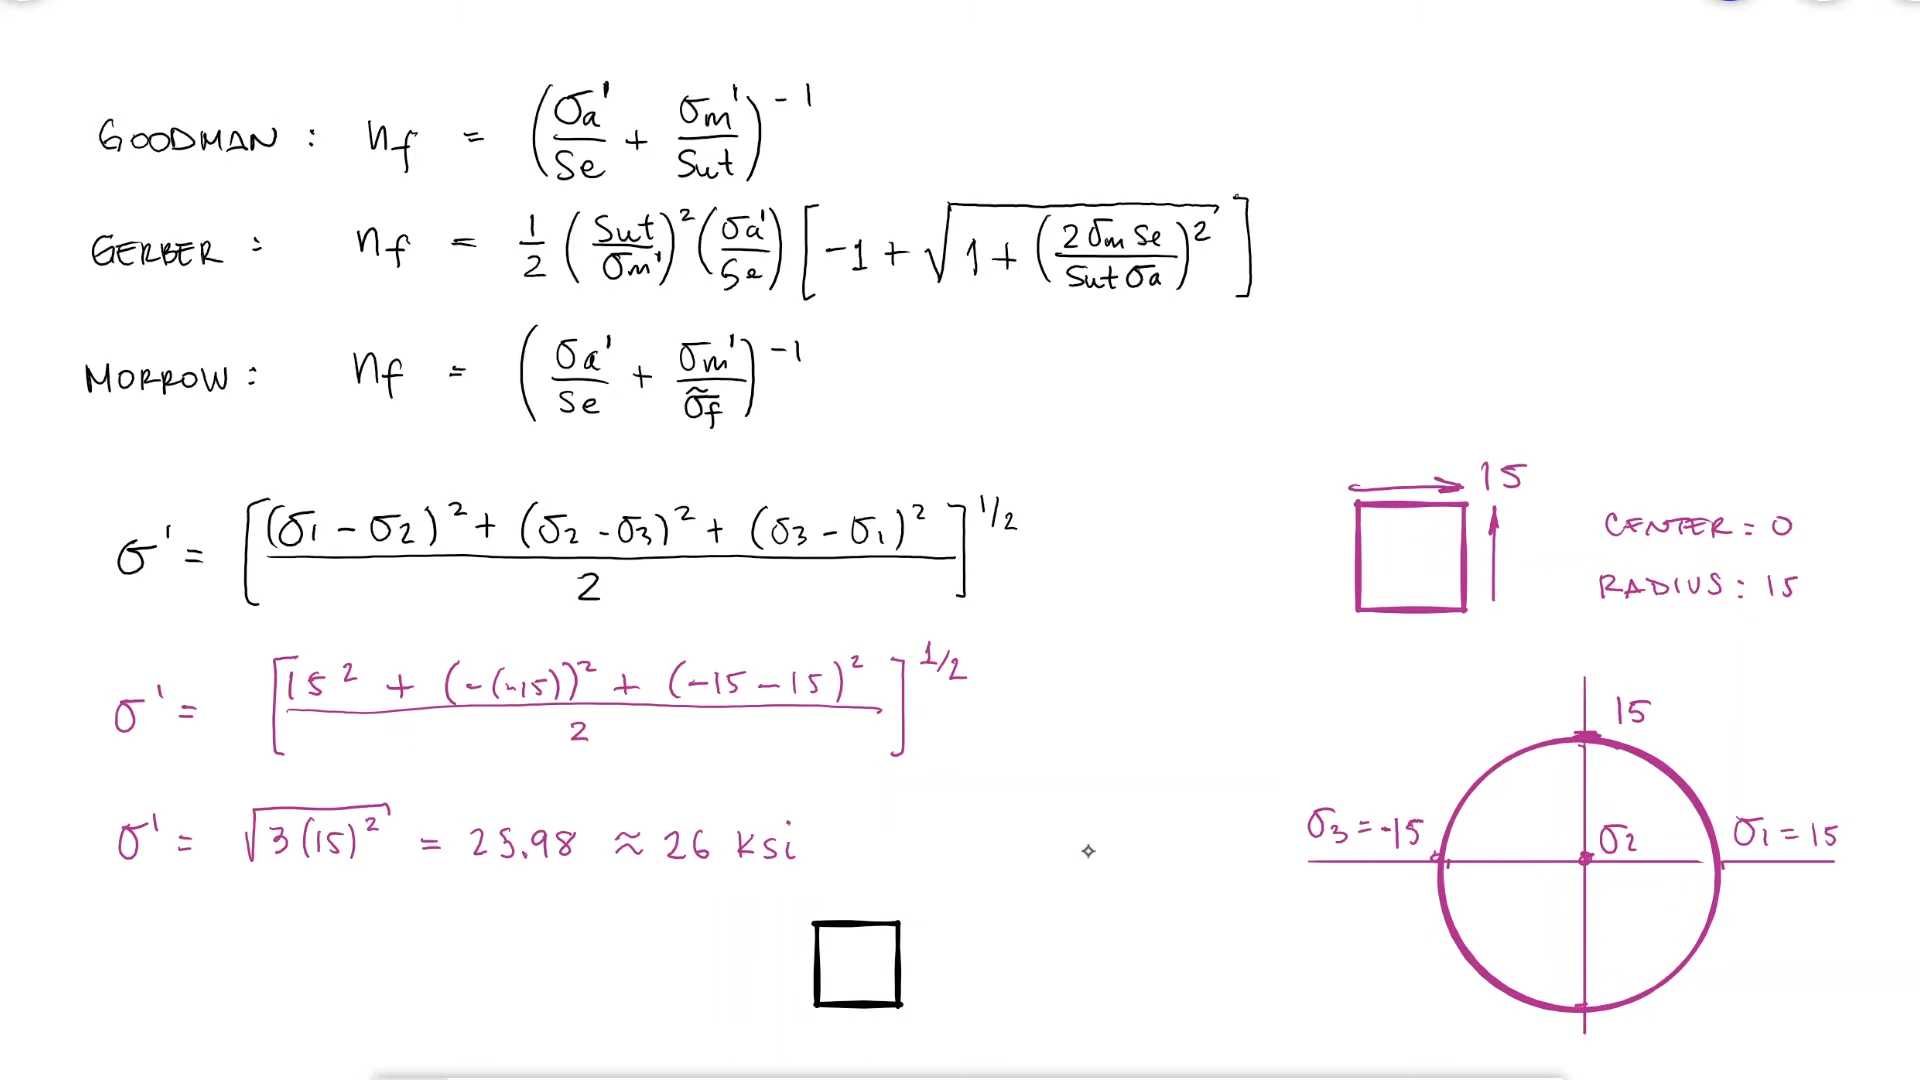 GOODMAN : nf = (σa'/Se + σm'/Sut)^-1
GERBER : nf = 1/2 (Sut/σm')^2 (σa'/Se) [-1 + √(1 + (2σm Se/Sut σa)^2)]
MORROW : nf = (σa'/Se + σm'/σ̃f)^-1
σ' = [((σ1 - σ2)^2 + (σ2 - σ3)^2 + (σ3 - σ1)^2)/2]^1/2
15
CENTER = 0
RADIUS : 15
σ' = [(15^2 + (-(-15))^2 + (-15 - 15)^2)/2]^1/2
15
σ' = √(3(15)^2) = 25.98 ≈ 26 ksi
σ3 = -15
σ2
σ1 = 15